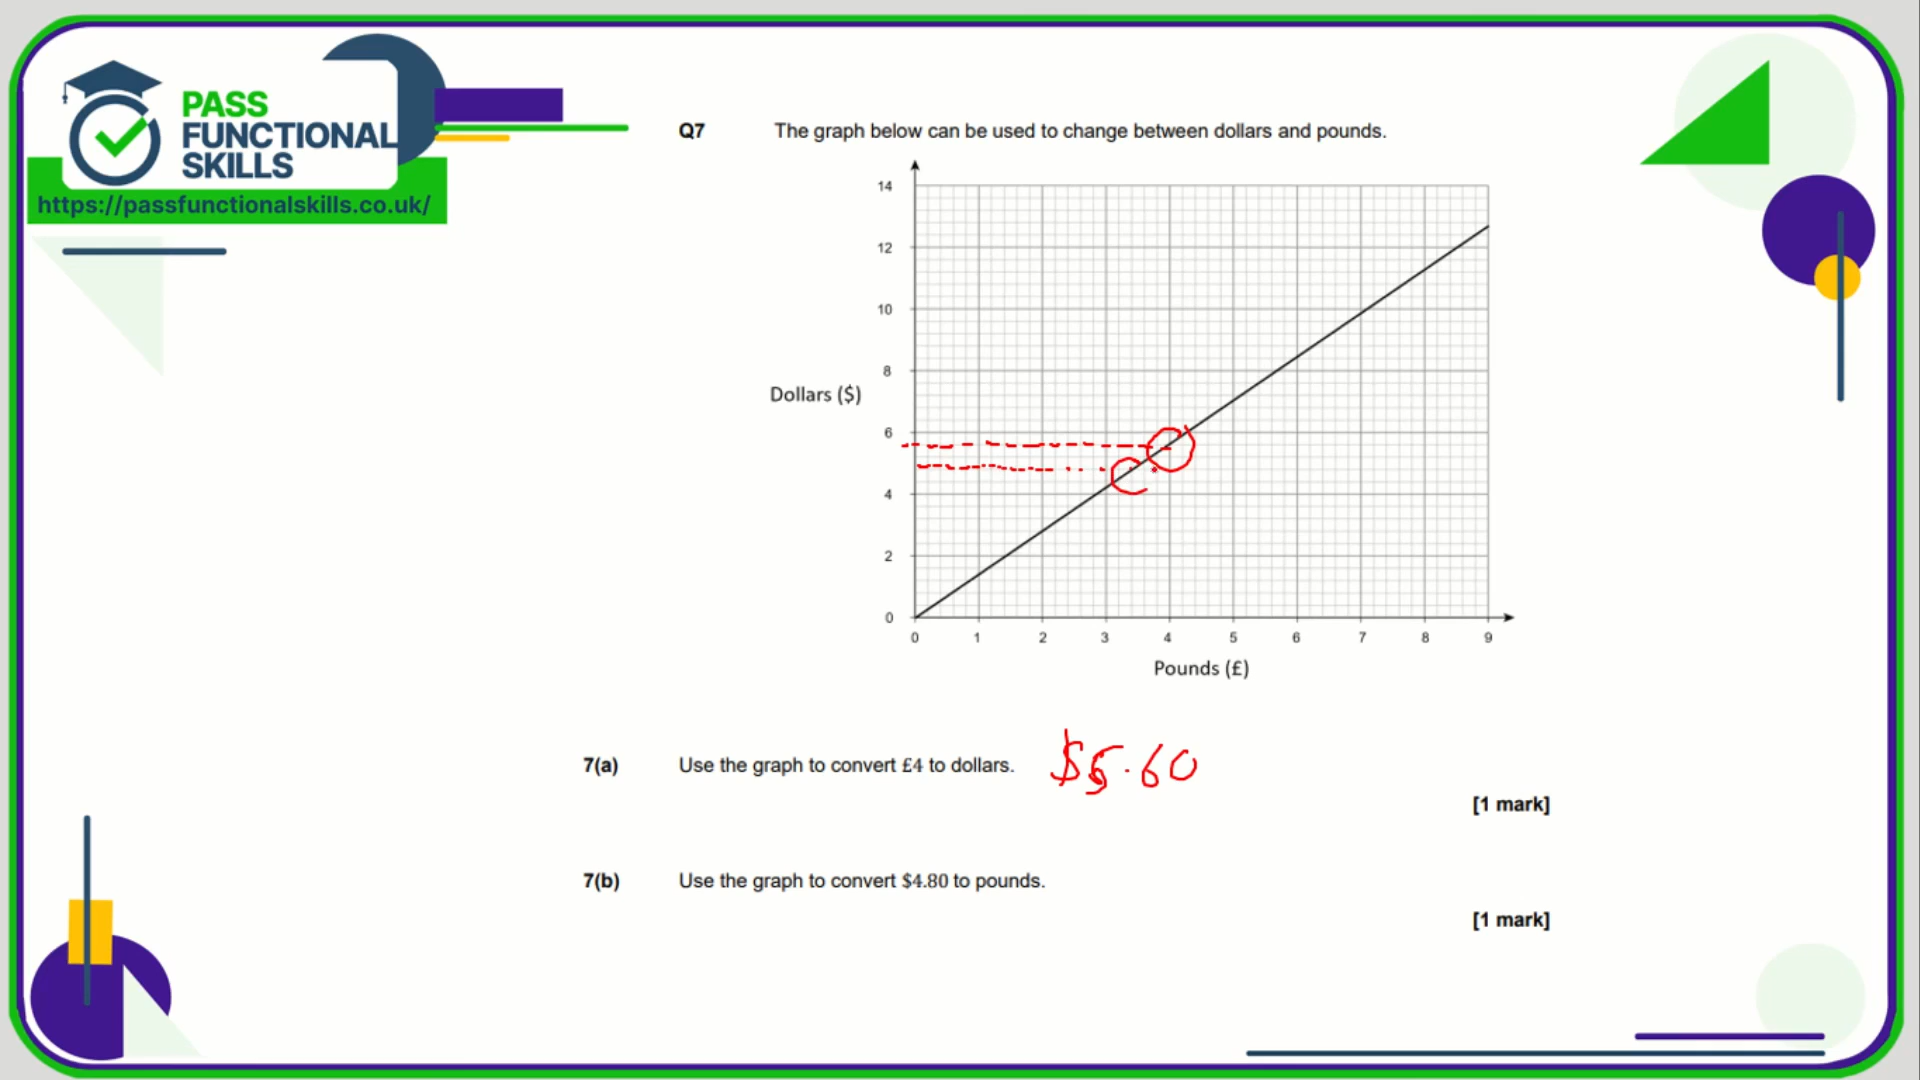 PASS
FUNCTIONAL
SKILLS
https://passfunctionalskills.co.uk/
Q7 The graph below can be used to change between dollars and pounds.
14
12
10
8
Dollars ($)
6
4
2
0
0 1 2 3 4 5 6 7 8 9
Pounds (£)
7(a) Use the graph to convert £4 to dollars. $5.60
[1 mark]
7(b) Use the graph to convert $4.80 to pounds.
[1 mark]